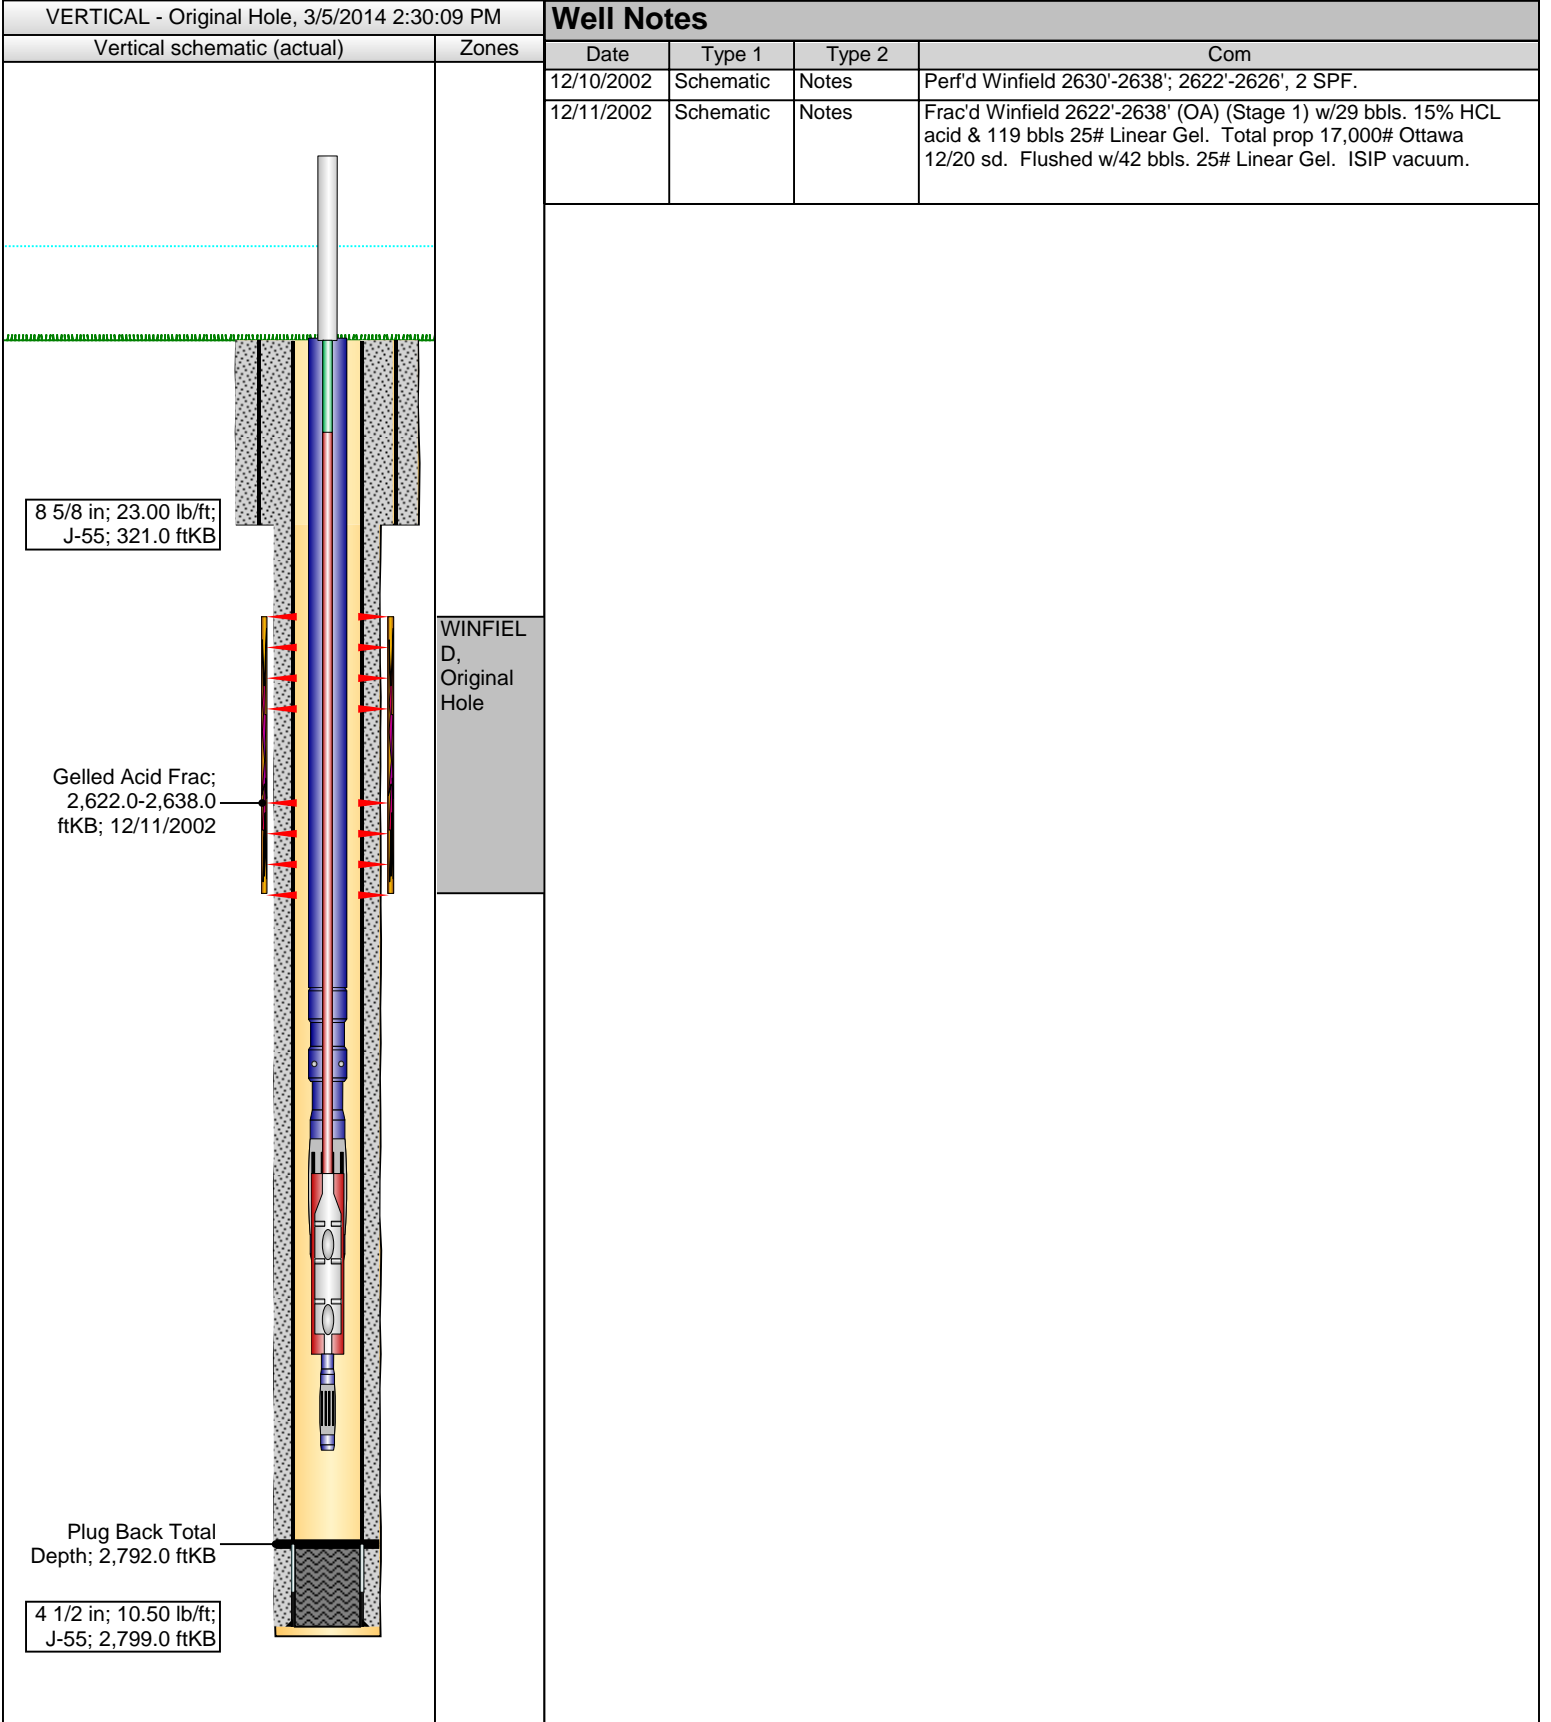 VERTICAL - Original Hole, 3/5/2014 2:30:09 PM
Vertical schematic (actual)
Zones
8 5/8 in; 23.00 lb/ft;
J-55; 321.0 ftKB
WINFIEL
D,
Original
Hole
Gelled Acid Frac;
2,622.0-2,638.0
ftKB; 12/11/2002
Plug Back Total
Depth; 2,792.0 ftKB
4 1/2 in; 10.50 lb/ft;
J-55; 2,799.0 ftKB
Well Notes
Date Type 1 Type 2 Com
12/10/2002 Schematic Notes Perf'd Winfield 2630'-2638'; 2622'-2626', 2 SPF.
12/11/2002 Schematic Notes Frac'd Winfield 2622'-2638' (OA) (Stage 1) w/29 bbls. 15% HCL
acid & 119 bbls 25# Linear Gel.  Total prop 17,000# Ottawa
12/20 sd.  Flushed w/42 bbls. 25# Linear Gel.  ISIP vacuum.